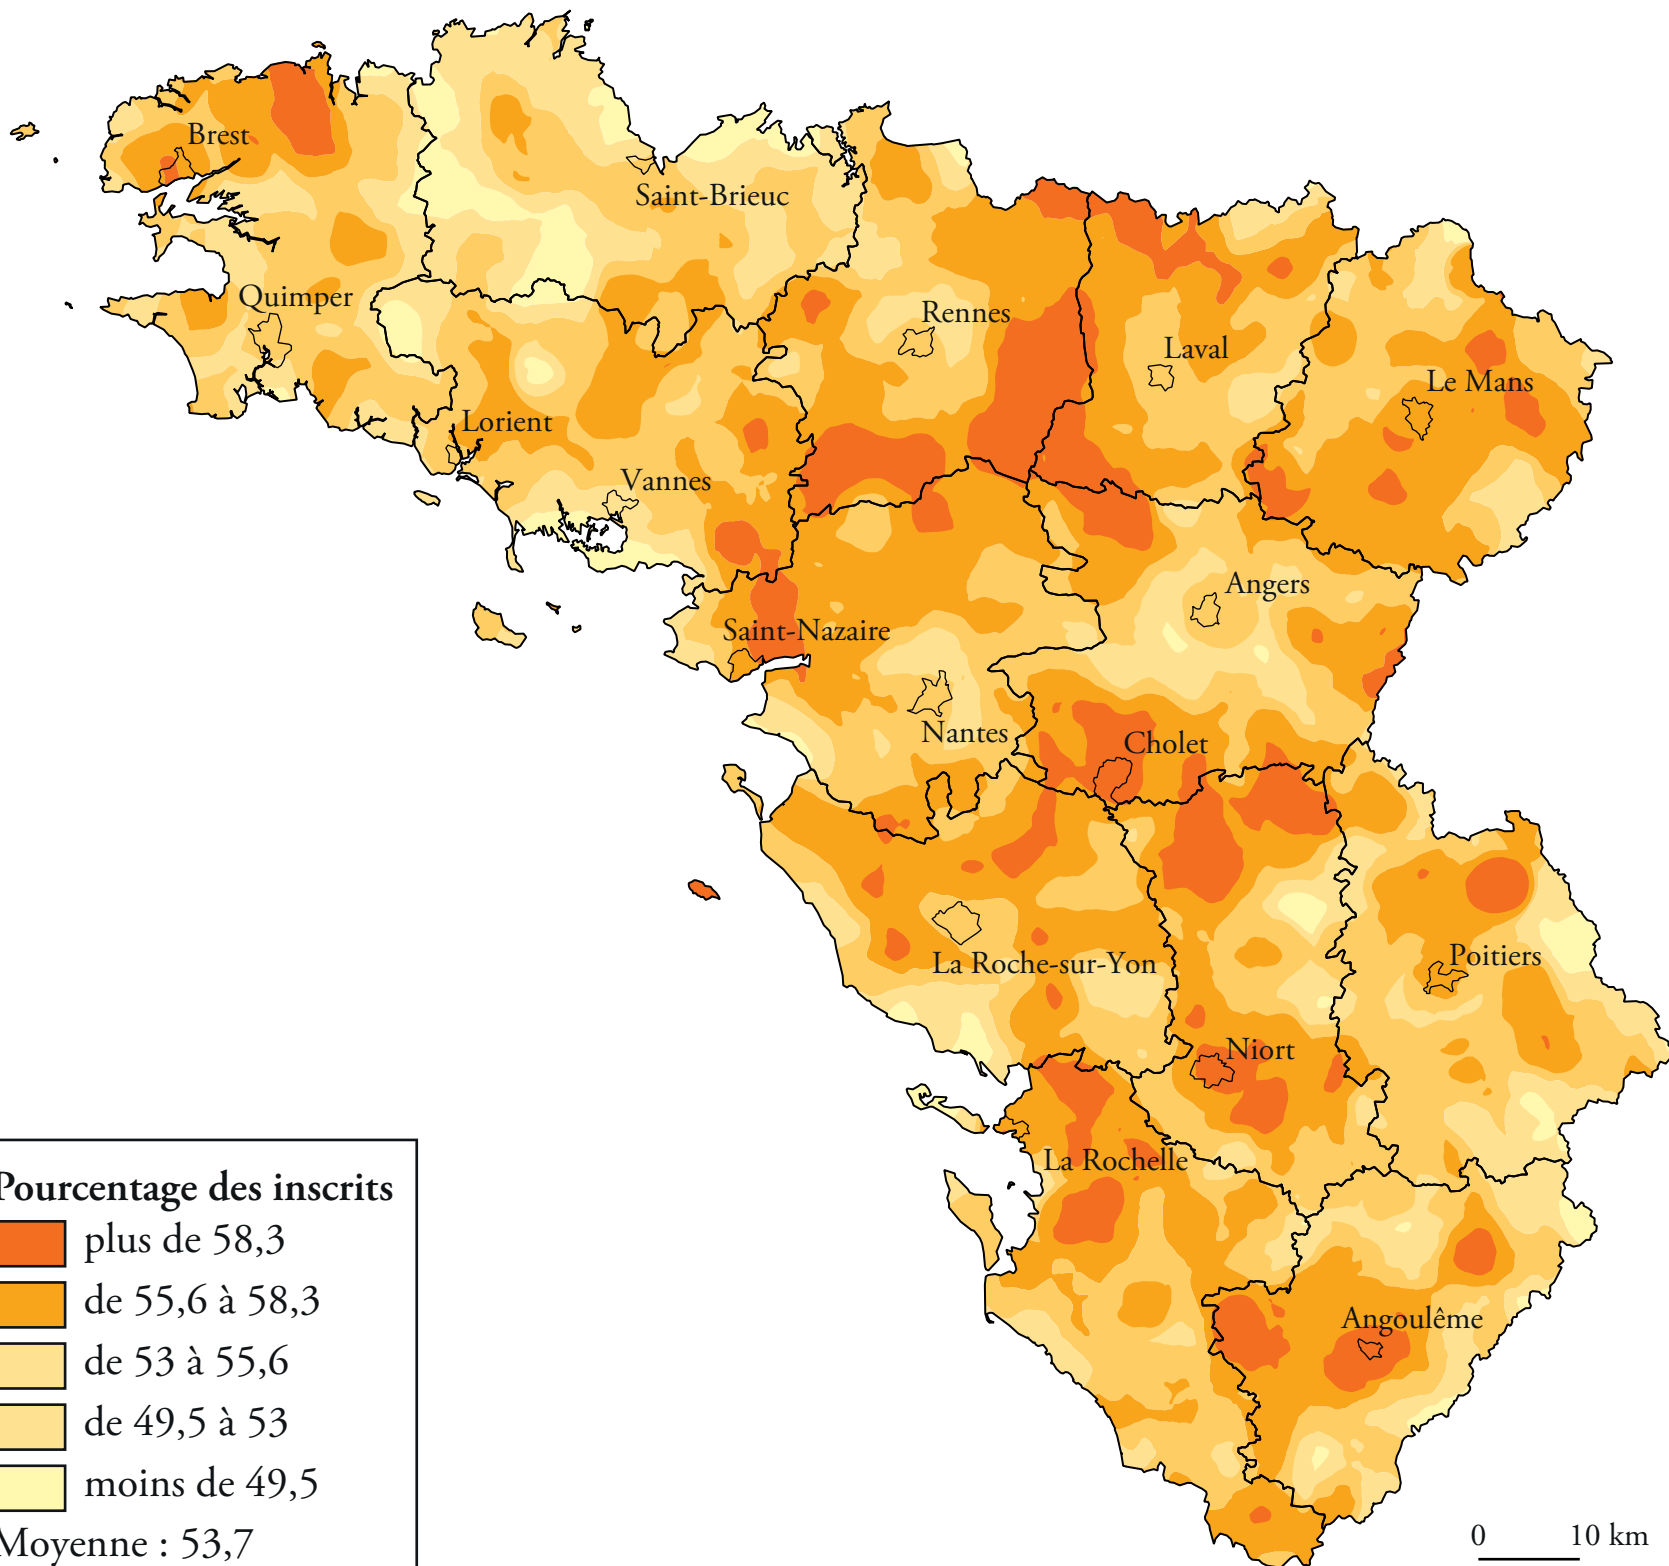 Brest
Saint-Brieuc
Quimper
Rennes
Laval
Le Mans
Lorient
Vannes
Angers
Saint-Nazaire
Nantes
Cholet
La Roche-sur-Yon
Poitiers
Niort
La Rochelle
Angoulême
Pourcentage des inscrits
plus de 58,3
de 55,6 à 58,3
de 53 à 55,6
de 49,5 à 53
moins de 49,5
Moyenne : 53,7
0 10 km